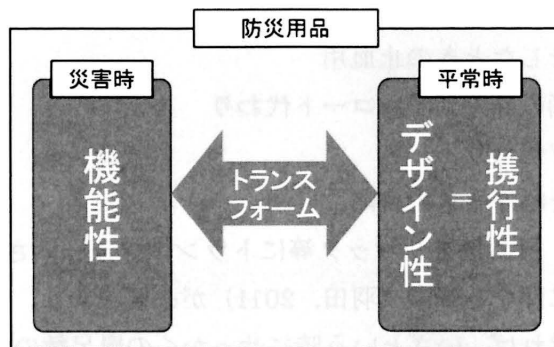 防災用品
災害時
平常時
機能性
トランス
フォーム
デザイン性
=
携行性